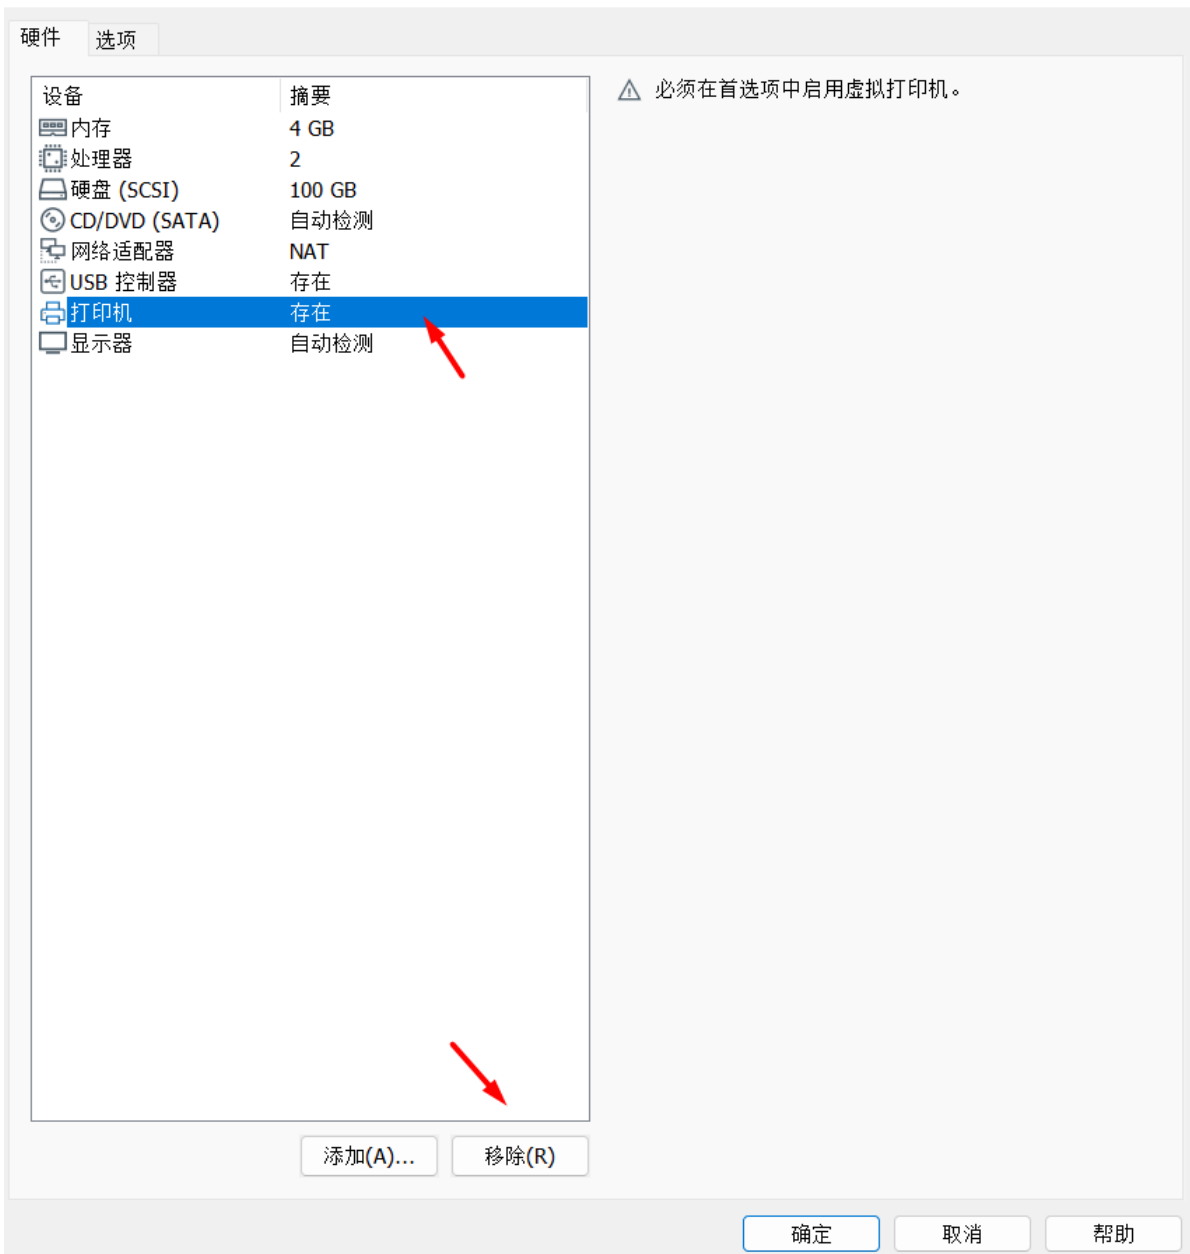 硬件 选项
设备 摘要
内存 4 GB
处理器 2
硬盘 (SCSI) 100 GB
CD/DVD (SATA) 自动检测
网络适配器 NAT
USB 控制器 存在
打印机 存在
显示器 自动检测
必须在首选项中启用虚拟打印机。
添加(A)... 移除(R)
确定 取消 帮助